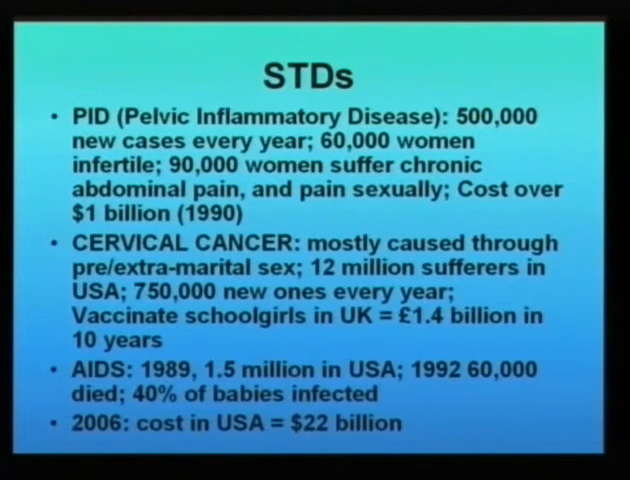 STDs
• PID (Pelvic Inflammatory Disease): 500,000
new cases every year; 60,000 women
infertile; 90,000 women suffer chronic
abdominal pain, and pain sexually; Cost over
$1 billion (1990)
• CERVICAL CANCER: mostly caused through
pre/extra-marital sex; 12 million sufferers in
USA; 750,000 new ones every year;
Vaccinate schoolgirls in UK = £1.4 billion in
10 years
• AIDS: 1989, 1.5 million in USA; 1992 60,000
died; 40% of babies infected
• 2006: cost in USA = $22 billion